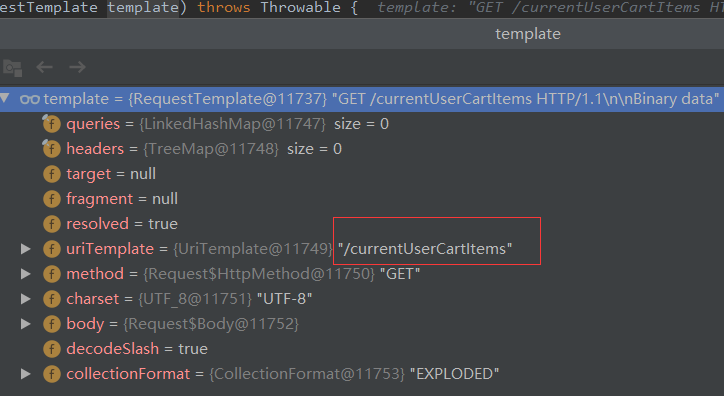 estTemplate template) throws Throwable { template: "GET /currentUserCartItems HT
template
template = {RequestTemplate@11737} "GET /currentUserCartItems HTTP/1.1\n\nBinary data"
f queries = {LinkedHashMap@11747} size = 0
f headers = {TreeMap@11748} size = 0
f target = null
f fragment = null
f resolved = true
f uriTemplate = {UriTemplate@11749} "/currentUserCartItems"
f method = {Request$HttpMethod@11750} "GET"
f charset = {UTF_8@11751} "UTF-8"
f body = {Request$Body@11752}
f decodeSlash = true
f collectionFormat = {CollectionFormat@11753} "EXPLODED"